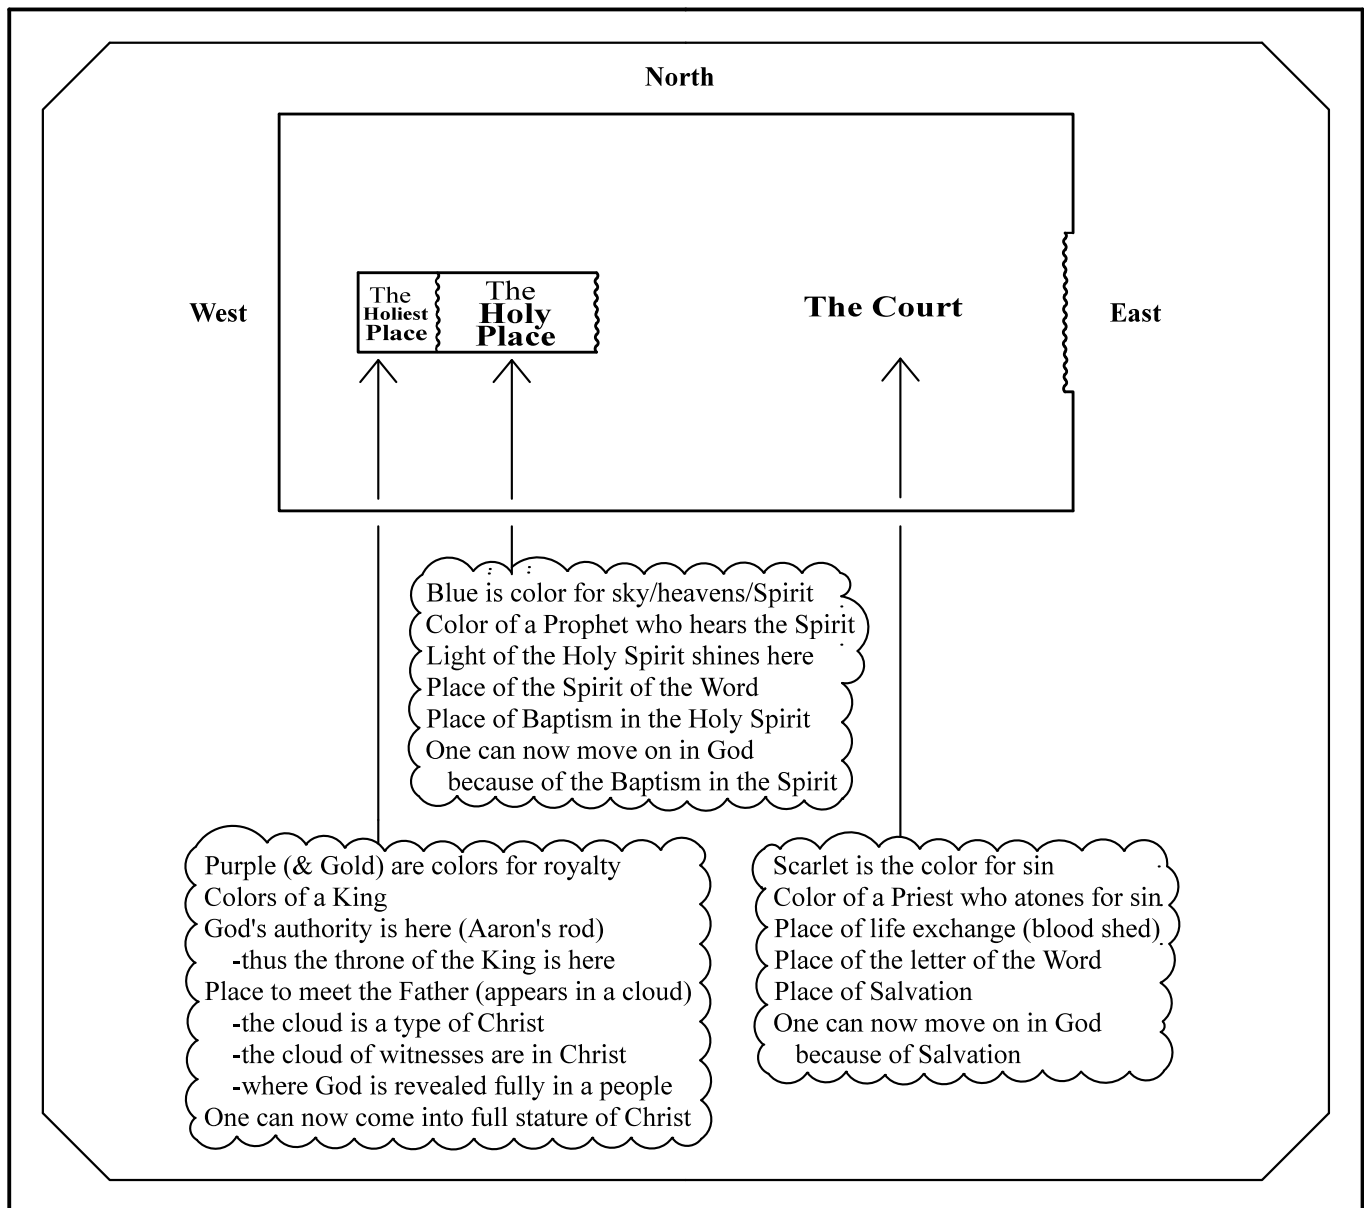 North
West
The
Holiest
Place
The
Holy
Place
The Court
East
Blue is color for sky/heavens/Spirit
Color of a Prophet who hears the Spirit
Light of the Holy Spirit shines here
Place of the Spirit of the Word
Place of Baptism in the Holy Spirit
One can now move on in God
because of the Baptism in the Spirit
Purple (& Gold) are colors for royalty
Colors of a King
God's authority is here (Aaron's rod)
-thus the throne of the King is here
Place to meet the Father (appears in a cloud)
-the cloud is a type of Christ
-the cloud of witnesses are in Christ
-where God is revealed fully in a people
One can now come into full stature of Christ
Scarlet is the color for sin
Color of a Priest who atones for sin
Place of life exchange (blood shed)
Place of the letter of the Word
Place of Salvation
One can now move on in God
because of Salvation